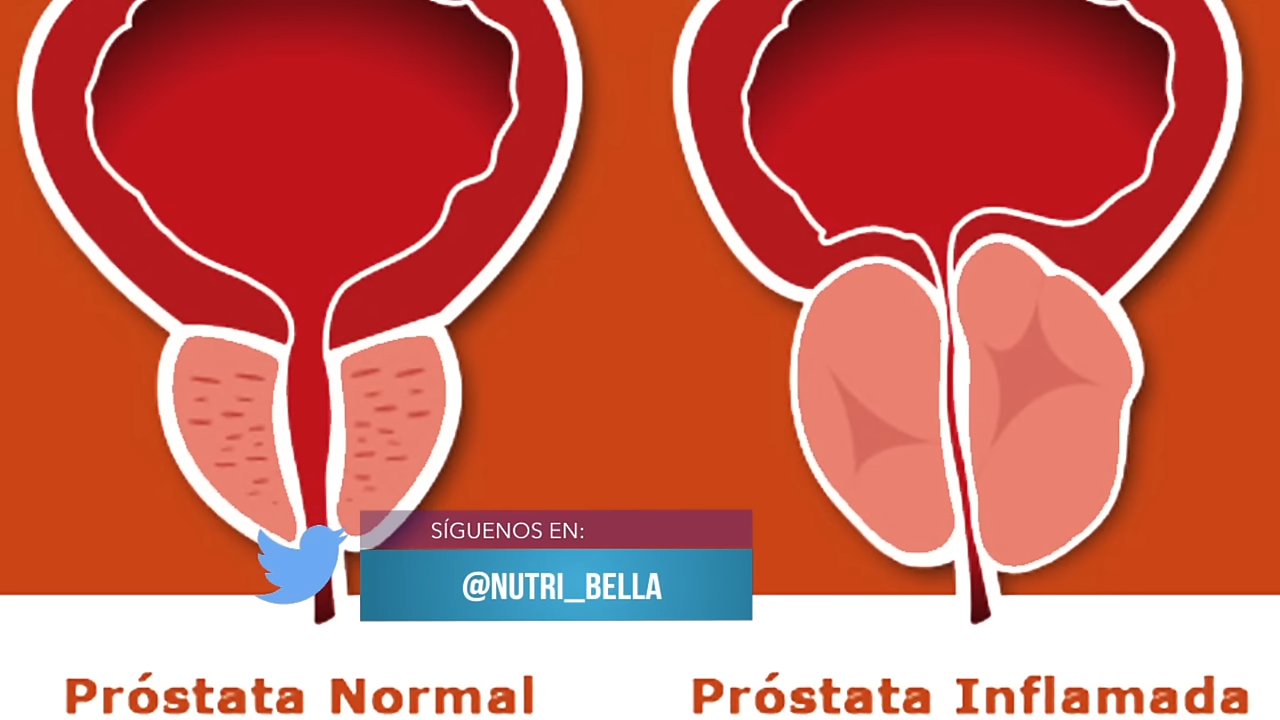 SÍGUENOS EN:
@NUTRI_BELLA
Próstata Normal
Próstata Inflamada